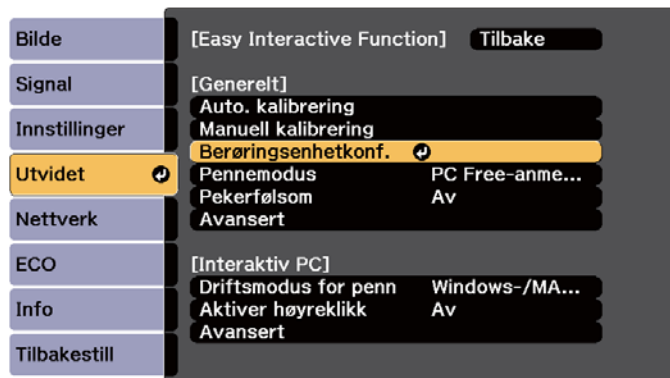 Bilde
Signal
Innstillinger
Utvidet
Nettverk
ECO
Info
Tilbakestill
[Easy Interactive Function] Tilbake
[Generelt]
Auto. kalibrering
Manuell kalibrering
Berøringsenhetkonf.
Pennemodus PC Free-anme...
Pekerfølsom Av
Avansert
[Interaktiv PC]
Driftsmodus for penn Windows-/MA...
Aktiver høyreklikk Av
Avansert